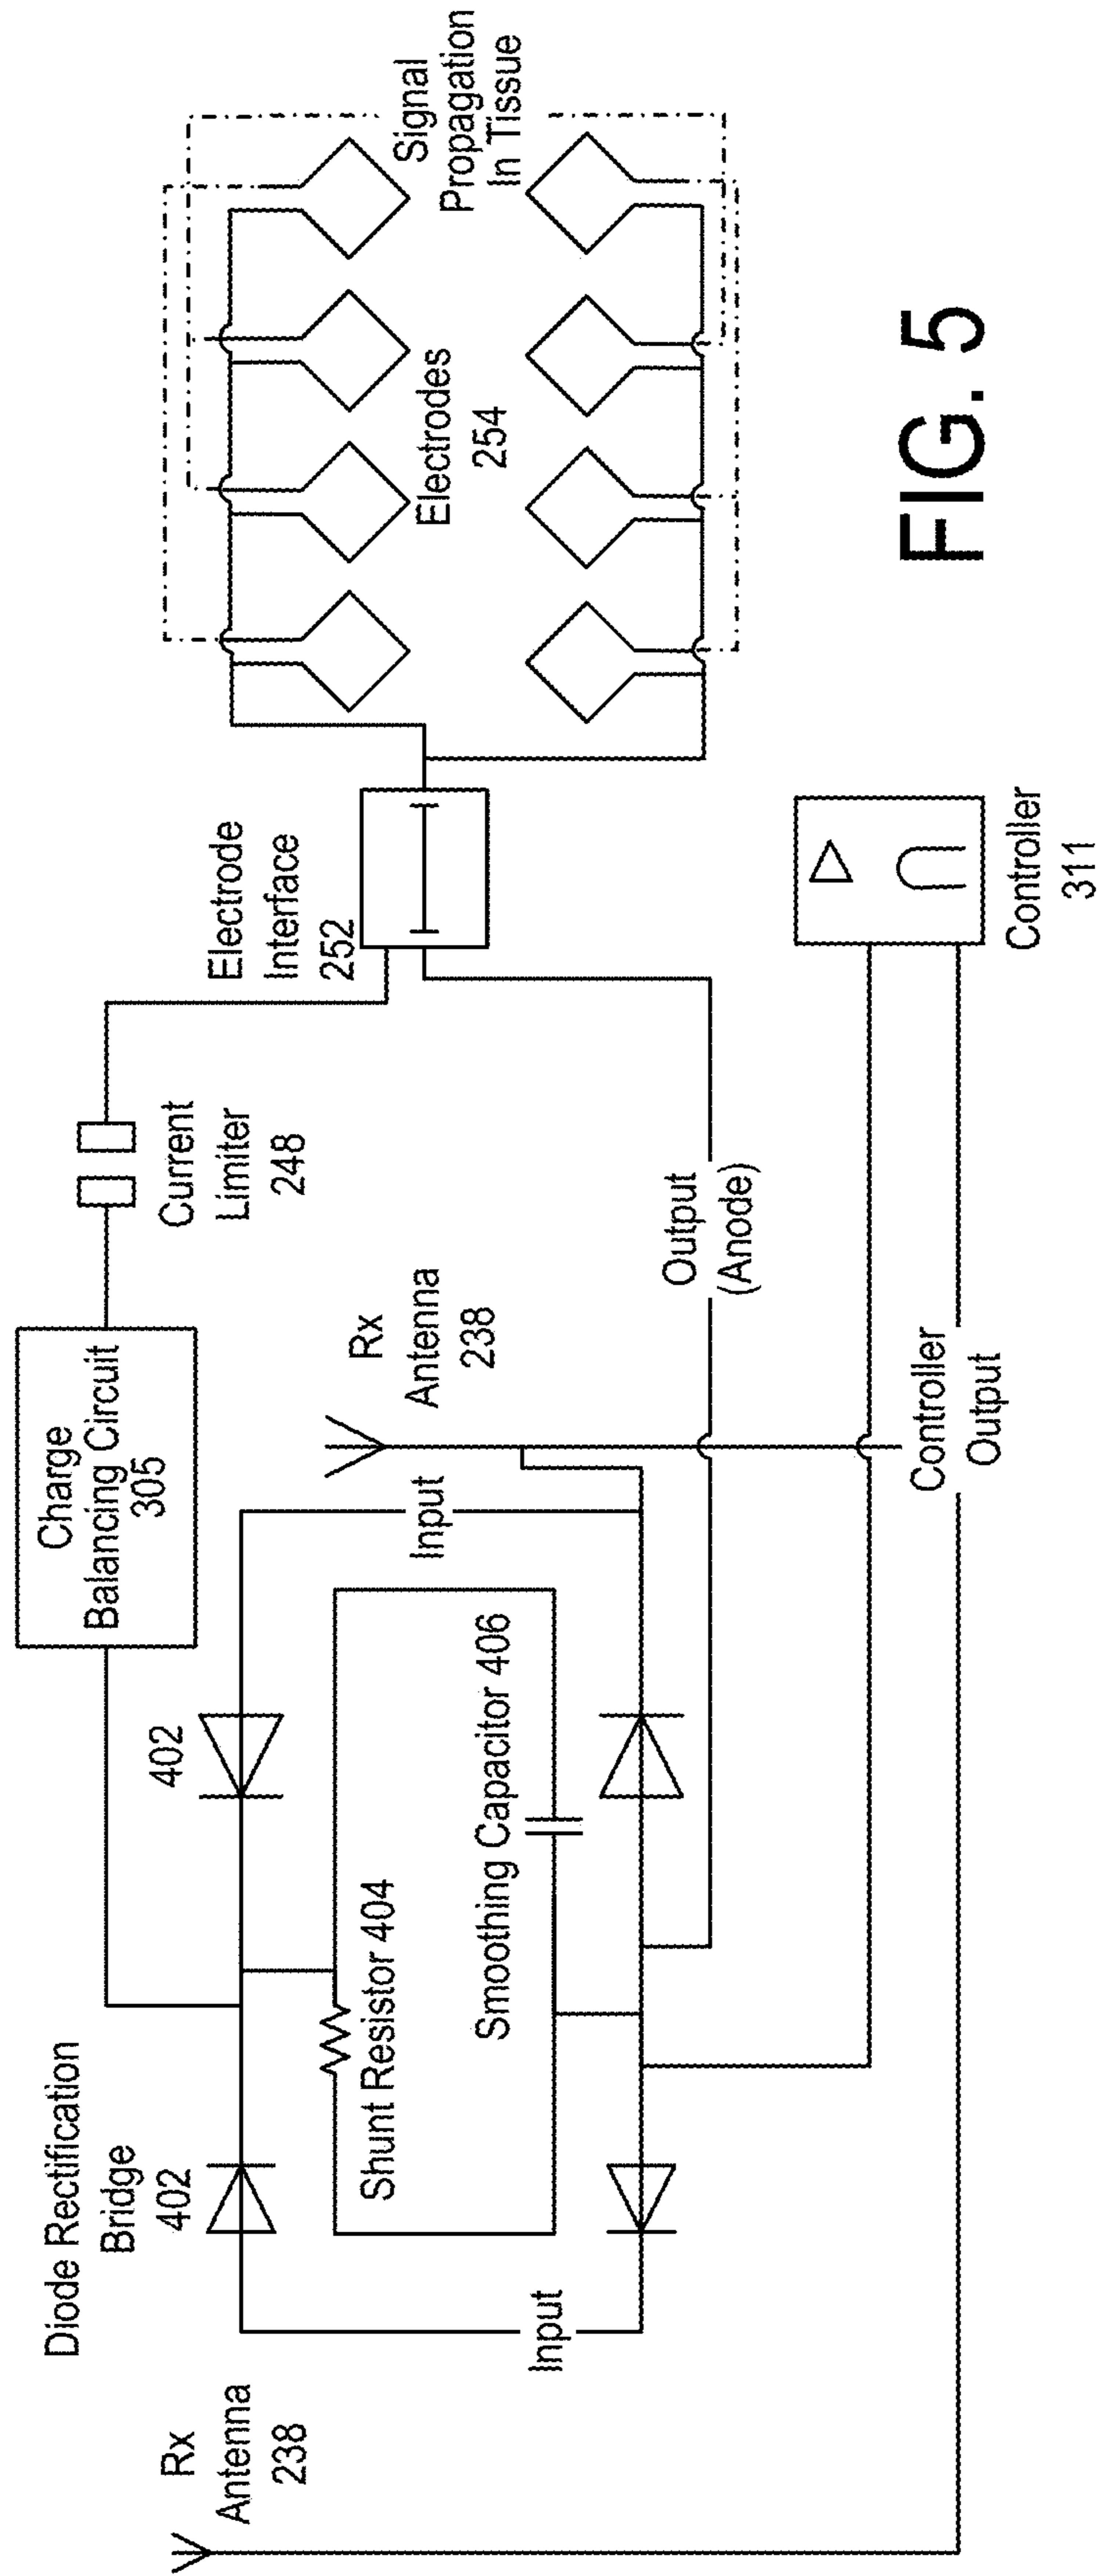 Rx
Antenna
238
Diode Rectification
Bridge
402
402
Charge
Balancing Circuit
305
Current
Limiter
248
Electrode
Interface
252
Signal
Propagation
In Tissue
Electrodes
254
Shunt Resistor 404
Smoothing Capacitor 406
Input
Input
Rx
Antenna
238
Output
(Anode)
Controller
Output
Controller
311
FIG. 5